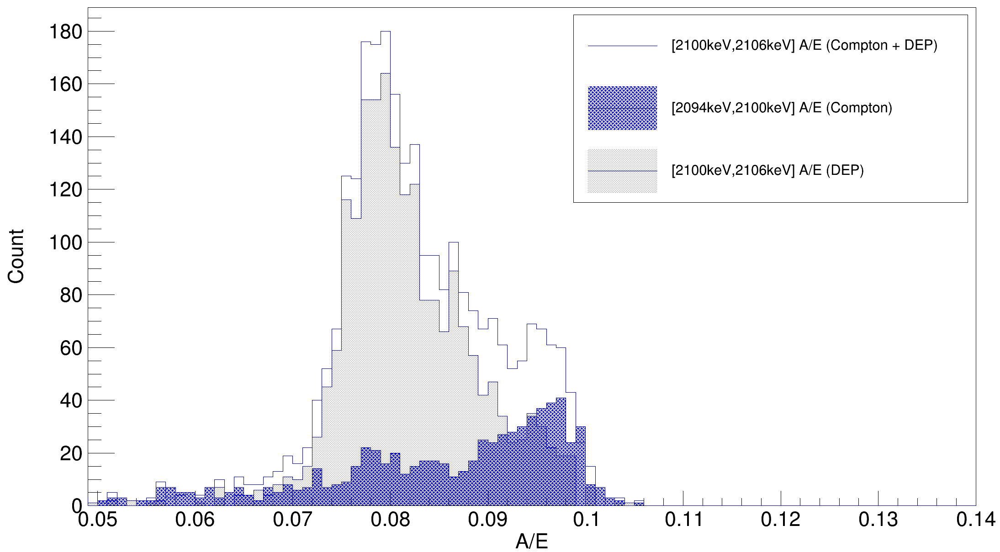 180
160
140
120
100
80
60
40
20
0
Count
0.05 0.06 0.07 0.08 0.09 0.1 0.11 0.12 0.13 0.14
A/E
[2100keV,2106keV] A/E (Compton + DEP)
[2094keV,2100keV] A/E (Compton)
[2100keV,2106keV] A/E (DEP)